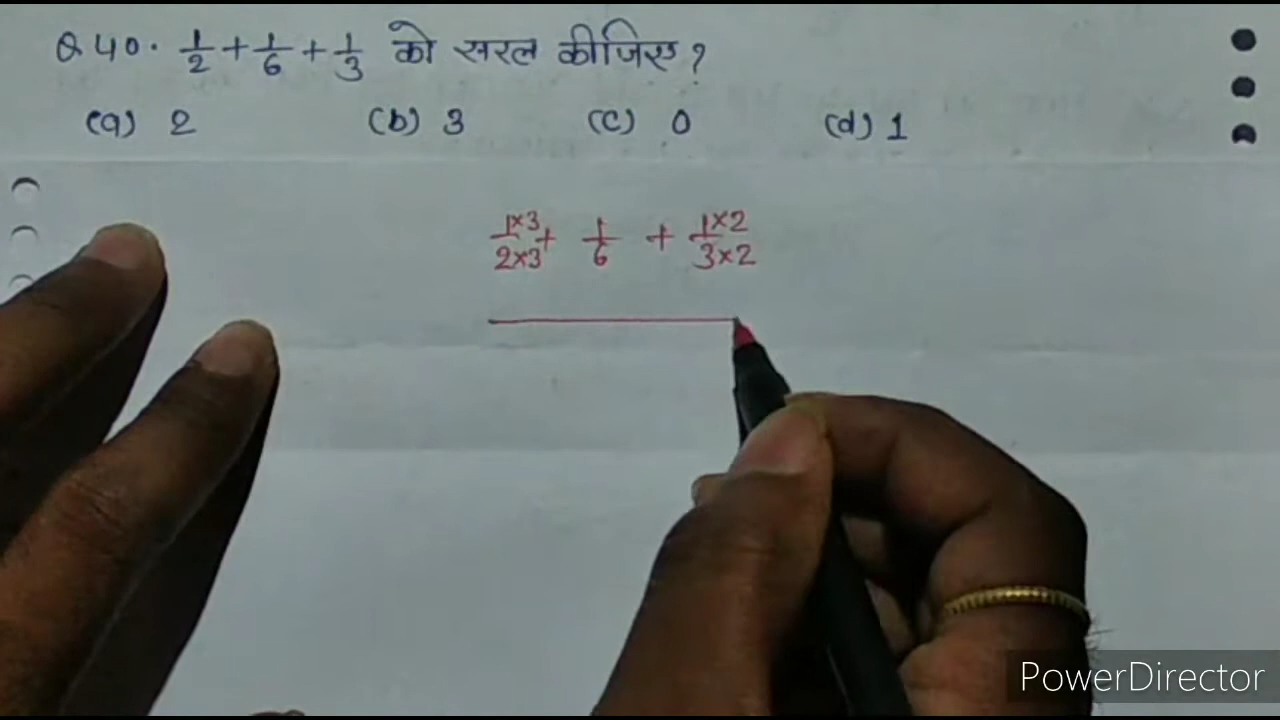 Q 40. 1/2 + 1/6 + 1/3 को सरल कीजिए?
(a) 2 (b) 3 (c) 0 (d) 1
1×3/2×3 + 1/6 + 1×2/3×2
PowerDirector